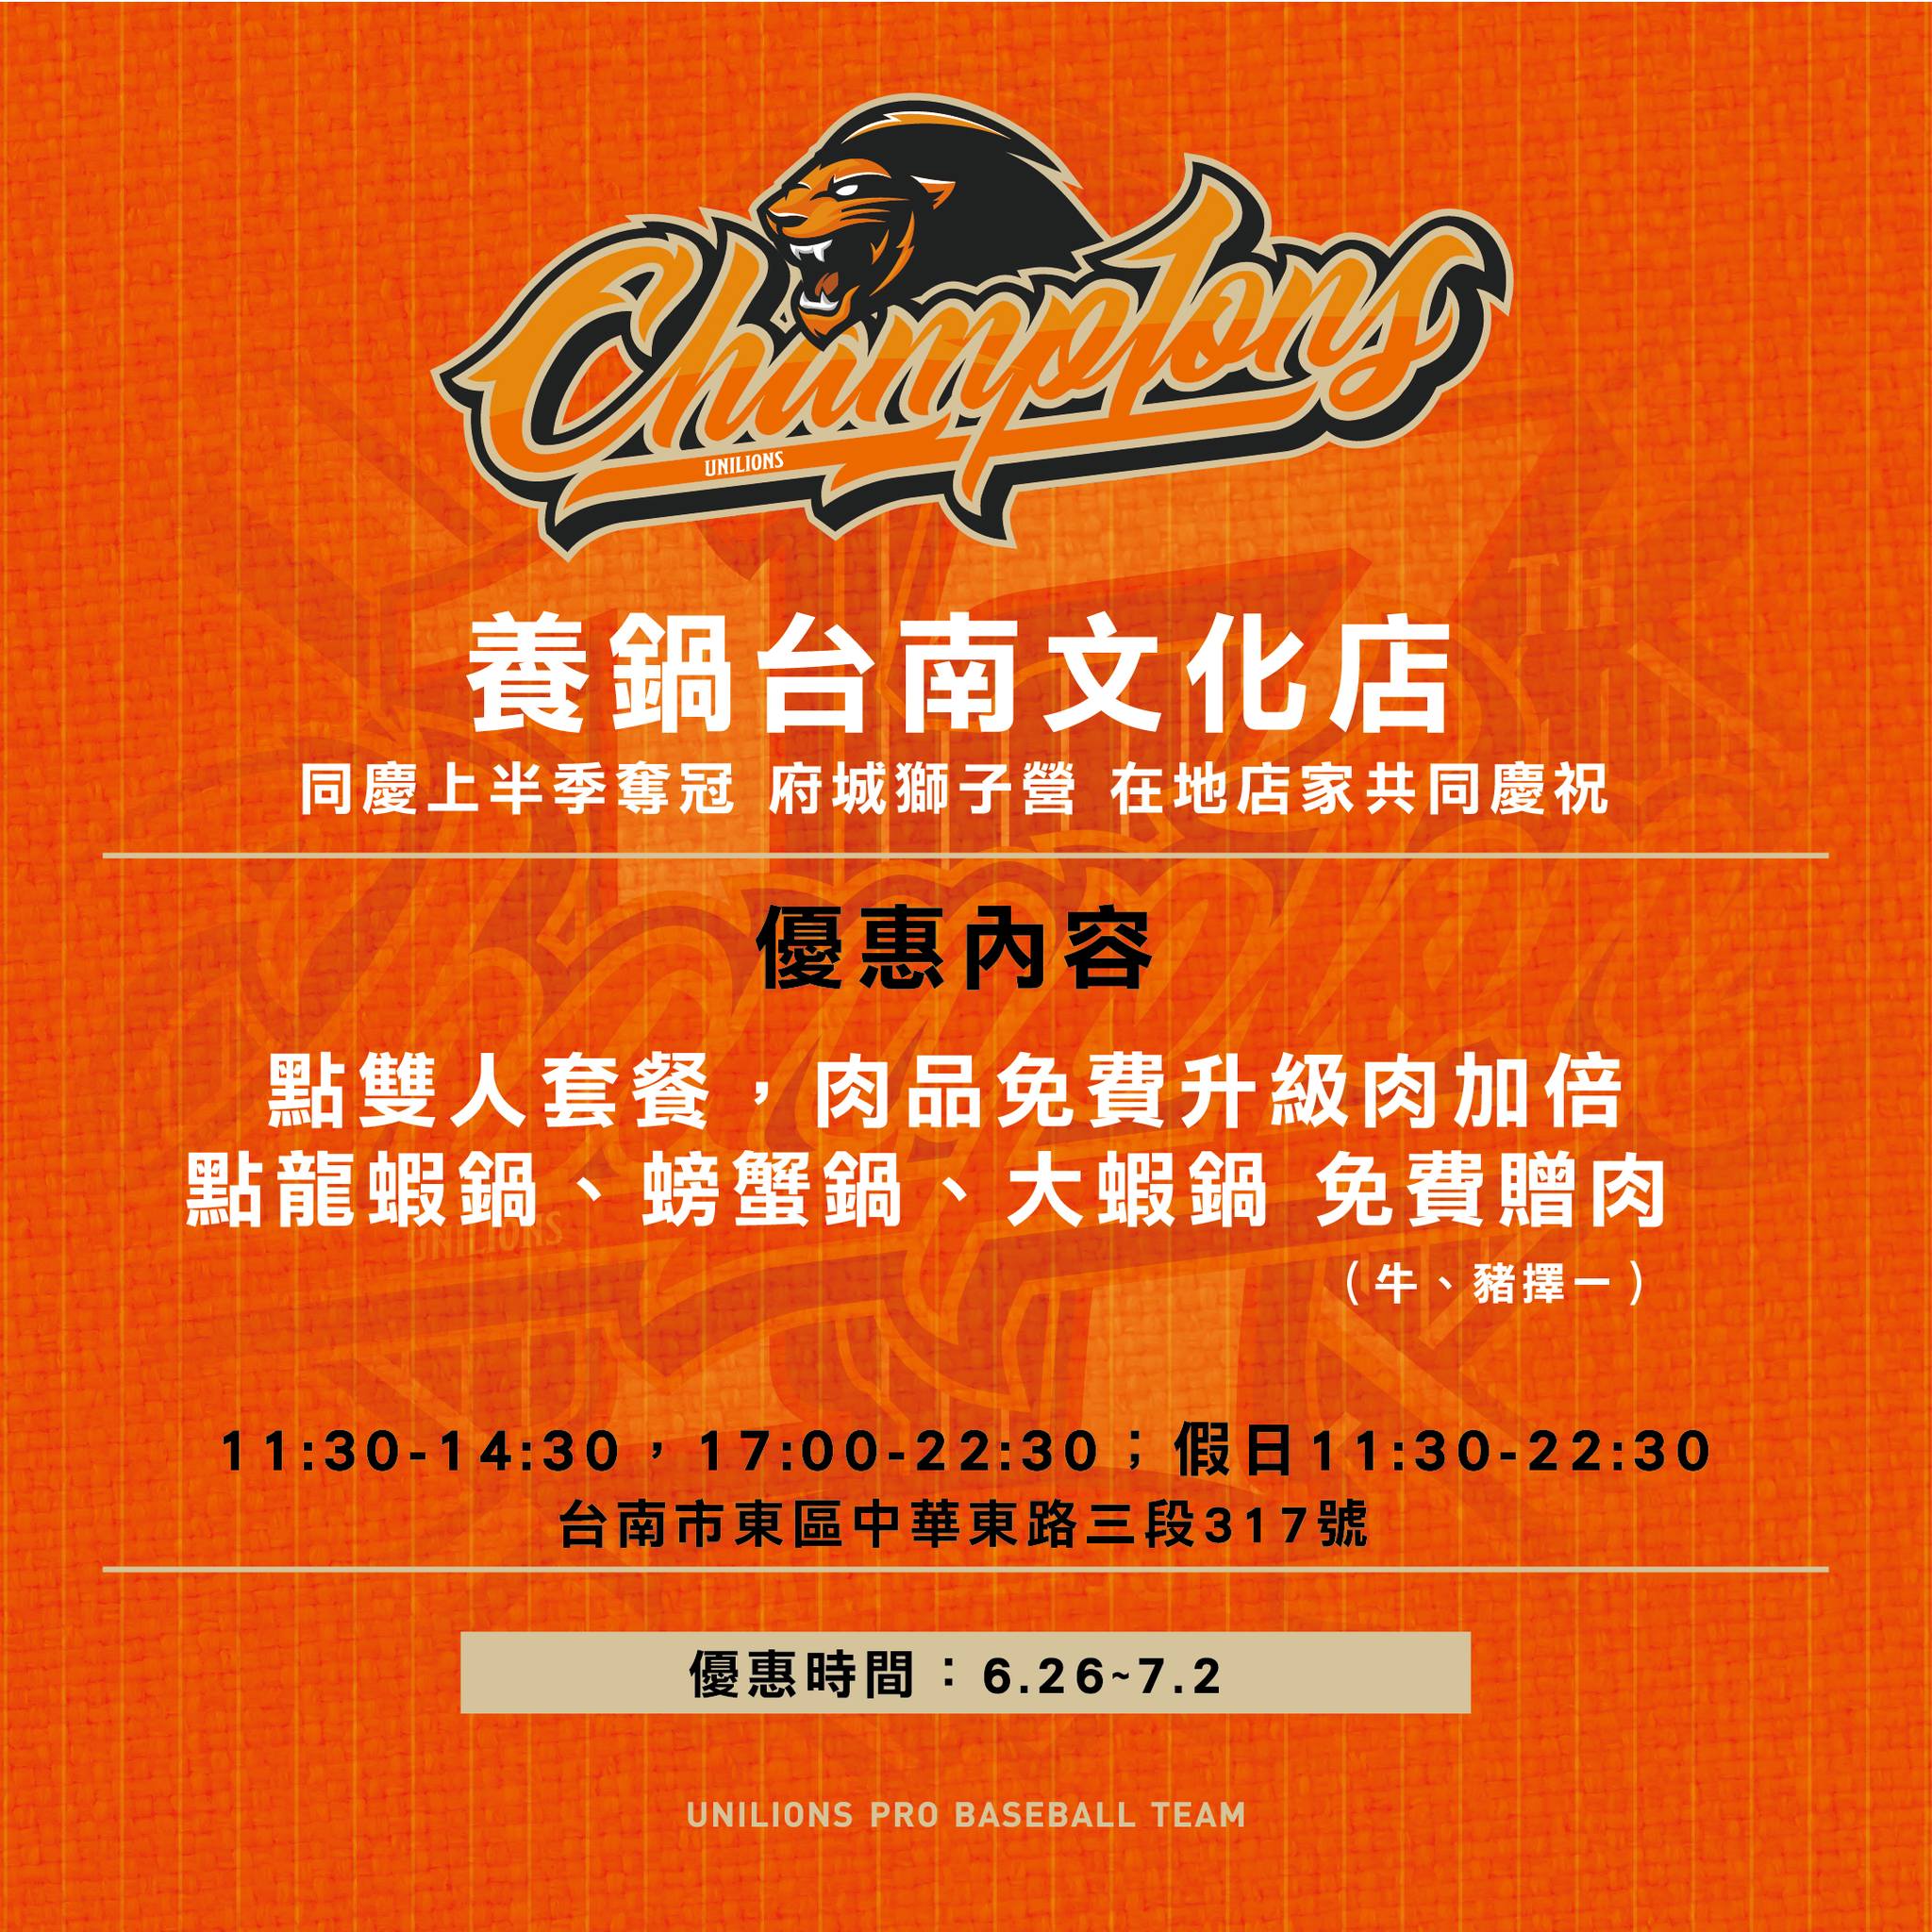 Champ1ons
UNILIONS
養鍋台南文化店
同慶上半季奪冠 府城獅子營 在地店家共同慶祝
優惠內容
點雙人套餐，肉品免費升級肉加倍
點龍蝦鍋、螃蟹鍋、大蝦鍋 免費贈肉
（牛、豬擇一）
11:30-14:30，17:00-22:30；假日11:30-22:30
台南市東區中華東路三段317號
優惠時間：6.26~7.2
UNILIONS PRO BASEBALL TEAM